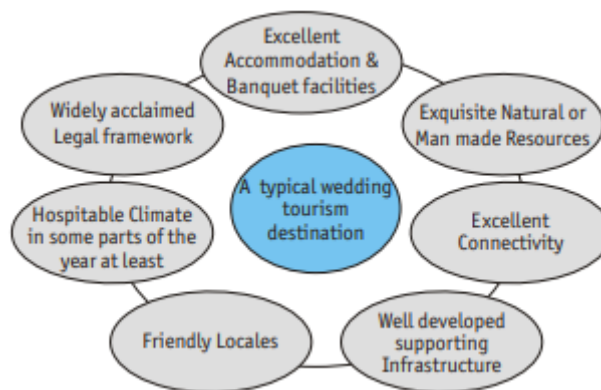 Excellent
Accommodation &
Banquet facilities
Exquisite Natural or
Man made Resources
Excellent
Connectivity
Well developed
supporting
Infrastructure
Friendly Locales
Hospitable Climate
in some parts of the
year at least
Widely acclaimed
Legal framework
A typical wedding
tourism
destination